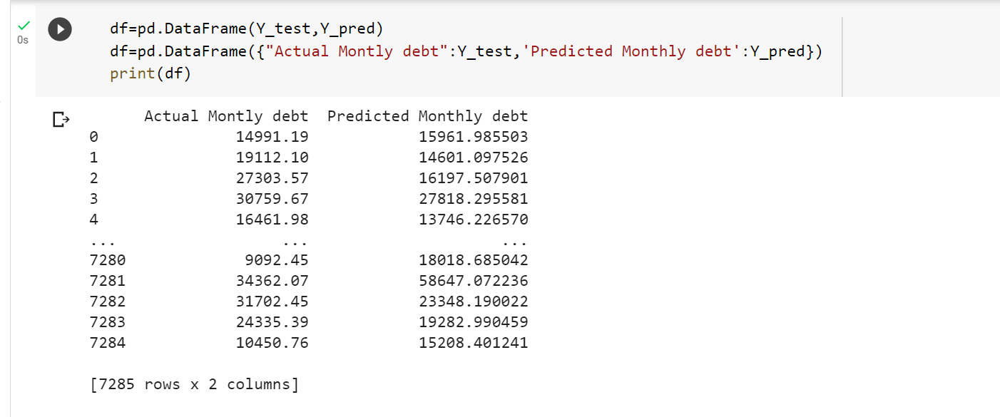 0s
df=pd.DataFrame(Y_test,Y_pred)
df=pd.DataFrame({"Actual Montly debt":Y_test,'Predicted Monthly debt':Y_pred})
print(df)
Actual Montly debt Predicted Monthly debt
0 14991.19 15961.985503
1 19112.10 14601.097526
2 27303.57 16197.507901
3 30759.67 27818.295581
4 16461.98 13746.226570
... ... ...
7280 9092.45 18018.685042
7281 34362.07 58647.072236
7282 31702.45 23348.190022
7283 24335.39 19282.990459
7284 10450.76 15208.401241
[7285 rows x 2 columns]